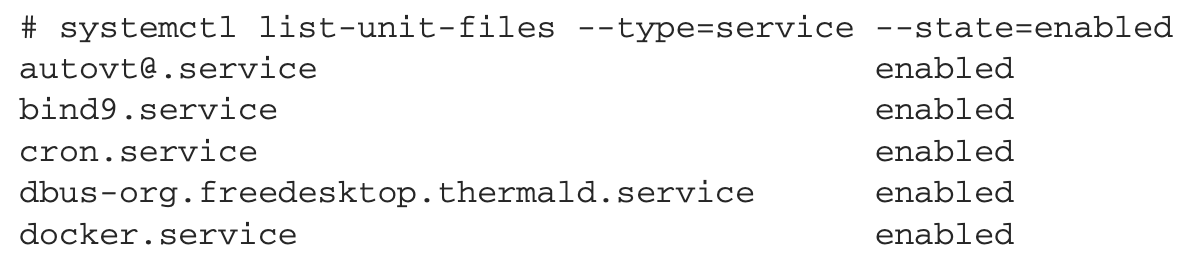 # systemctl list-unit-files --type=service --state=enabled
autovt@.service enabled
bind9.service enabled
cron.service enabled
dbus-org.freedesktop.thermald.service enabled
docker.service enabled